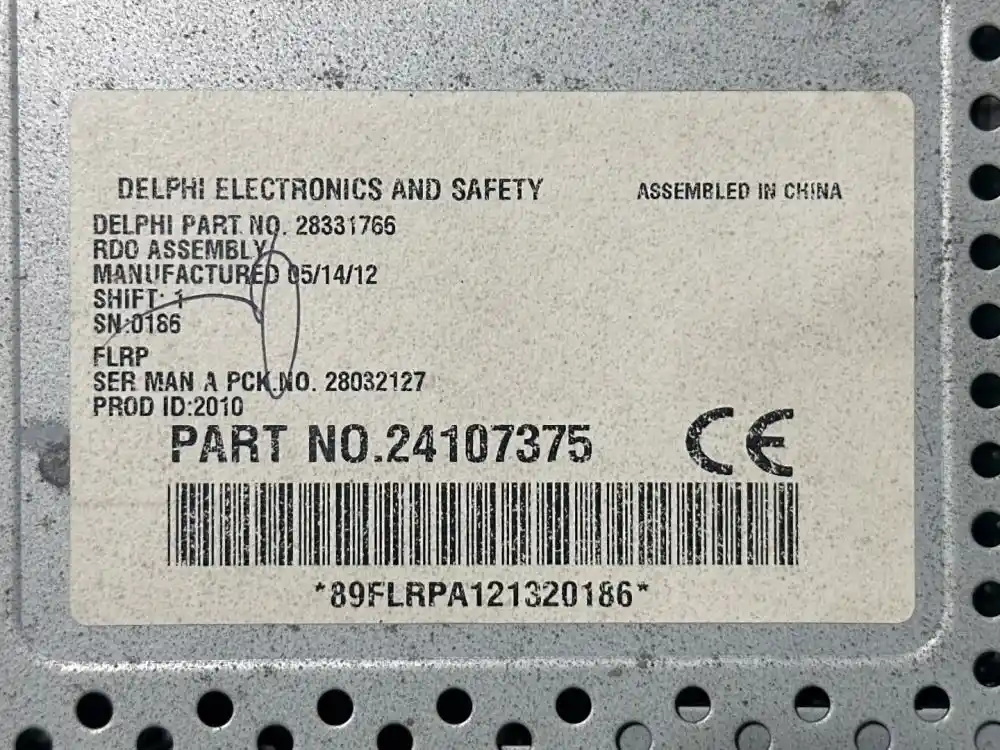 DELPHI ELECTRONICS AND SAFETY
ASSEMBLED IN CHINA
DELPHI PART NO. 28331766
RDO ASSEMBLY
MANUFACTURED 05/14/12
SHIFT: 1
SN:0186
FLRP
SER MAN A PCK.NO. 28032127
PROD ID:2010
PART NO.24107375
CE
*89FLRPA121320186*